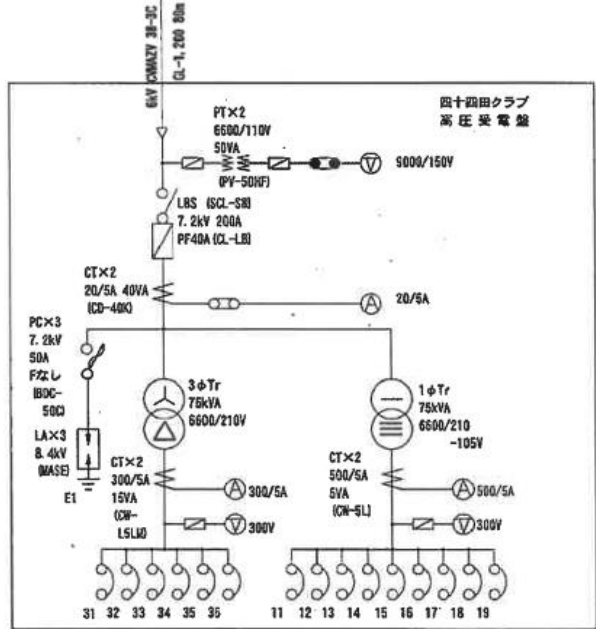 6kV CVMAZV 38-3C
GL-1,200 80m
四十四田クラブ
高圧受電盤
PT×2
6600/110V
50VA
(PV-50HF)
9000/150V
LBS (SCL-SB)
7.2kV 200A
PF40A (CL-LB)
CT×2
20/5A 40VA
(CD-40K)
20/5A
PC×3
7.2kV
50A
Fなし
(BDC-
50C)
LA×3
8.4kV
E1
3φTr
75kVA
6600/210V
1φTr
75kVA
6600/210
-105V
CT×2
300/5A
15VA
(CW-
300/5A
300V
CT×2
500/5A
5VA
(CW-5L)
500/5A
300V
V
A
A
V
A
V
31 32 33 34 35 36
11 12 13 14 15 16 17 18 19